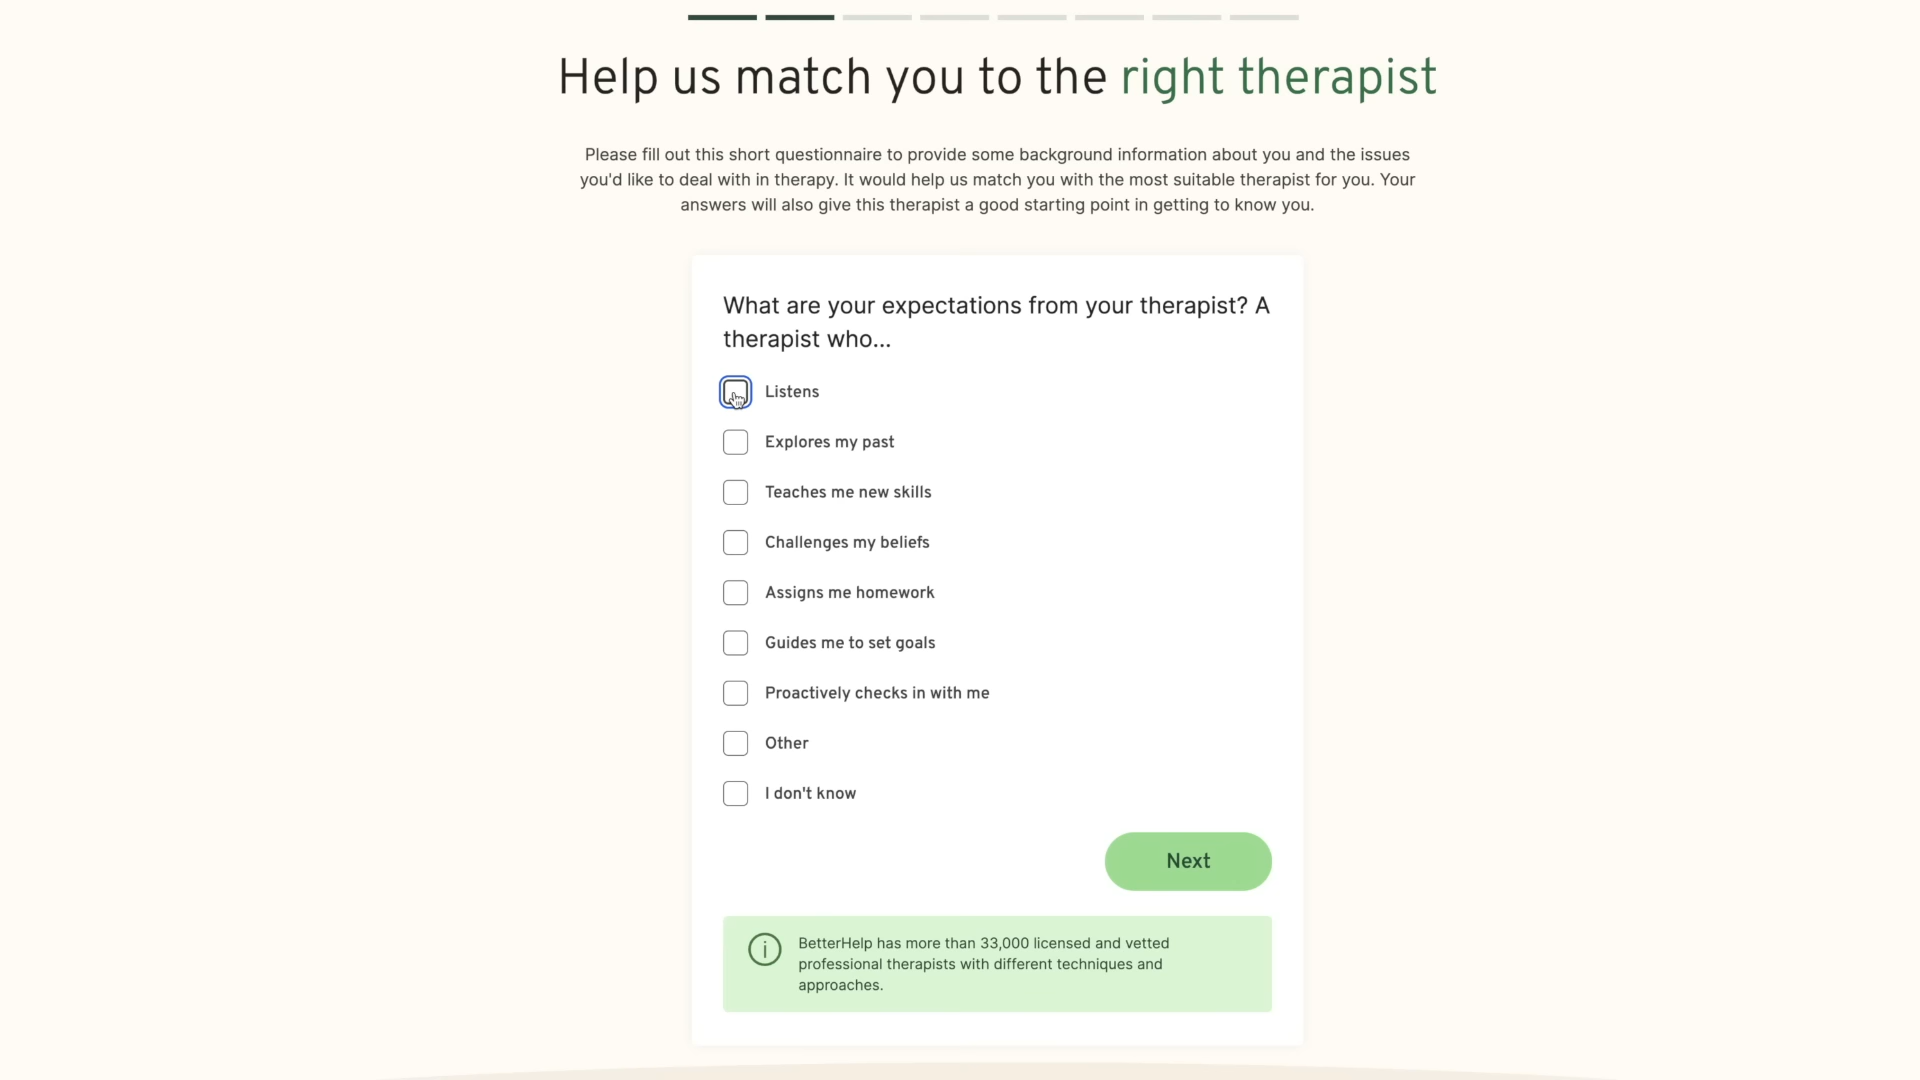 Help us match you to the right therapist
Please fill out this short questionnaire to provide some background information about you and the issues
you'd like to deal with in therapy. It would help us match you with the most suitable therapist for you. Your
answers will also give this therapist a good starting point in getting to know you.
What are your expectations from your therapist? A
therapist who...
Listens
Explores my past
Teaches me new skills
Challenges my beliefs
Assigns me homework
Guides me to set goals
Proactively checks in with me
Other
I don't know
Next
BetterHelp has more than 33,000 licensed and vetted
professional therapists with different techniques and
approaches.